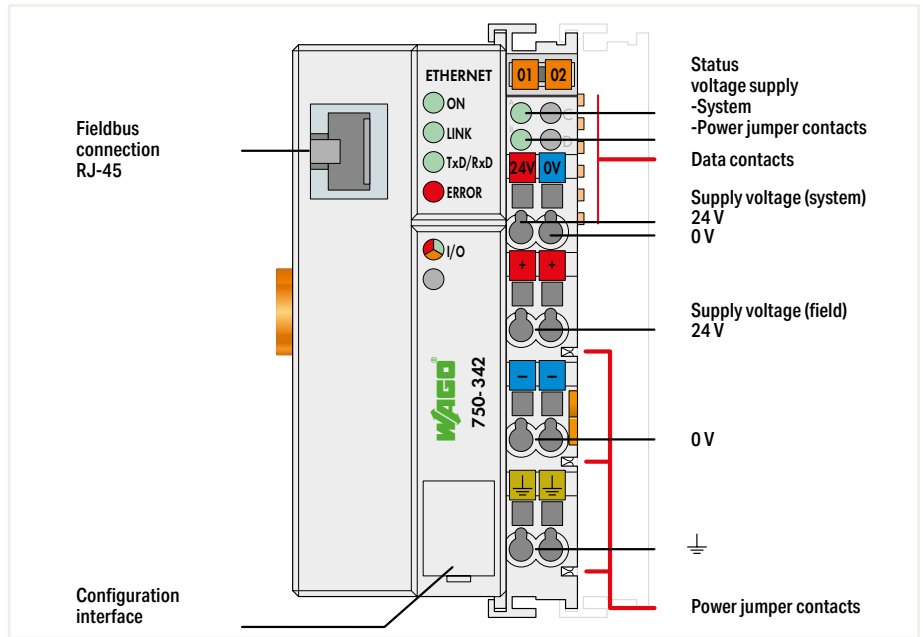 Fieldbus
connection
RJ-45
Configuration
interface
ETHERNET
ON
LINK
TxD/RxD
ERROR
I/O
WAGO®
750-342
01 02
A C
D
24V 0V
+ +
– –
Status
voltage supply
-System
-Power jumper contacts
Data contacts
Supply voltage (system)
24 V
0 V
Supply voltage (field)
24 V
0 V
Power jumper contacts